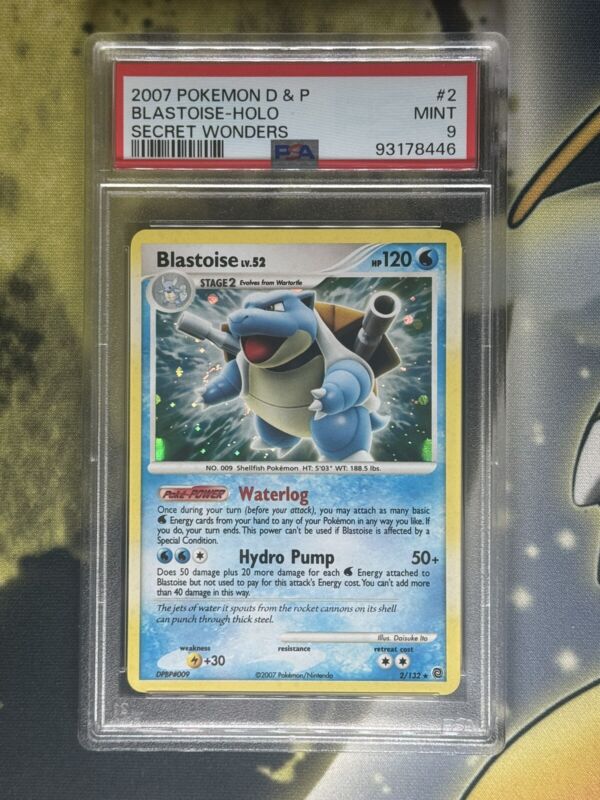 2007 POKEMON D & P #2
BLASTOISE-HOLO MINT
SECRET WONDERS 9
PSA 93178446
Blastoise LV.52 HP 120
STAGE 2 Evolves from Wartortle
NO. 009 Shellfish Pokémon HT: 5'03" WT: 188.5 lbs.
Poké-POWER Waterlog
Once during your turn (before your attack), you may attach as many basic
Energy cards from your hand to any of your Pokémon in any way you like. If
you do, your turn ends. This power can't be used if Blastoise is affected by a
Special Condition.
Hydro Pump 50+
Does 50 damage plus 20 more damage for each Energy attached to
Blastoise but not used to pay for this attack's Energy cost. You can't add more
than 40 damage in this way.
The jets of water it spouts from the rocket cannons on its shell
can punch through thick steel.
Illus. Daisuke Ito
weakness resistance retreat cost
+30
DPBP#009 ©2007 Pokémon/Nintendo 2/132 ★